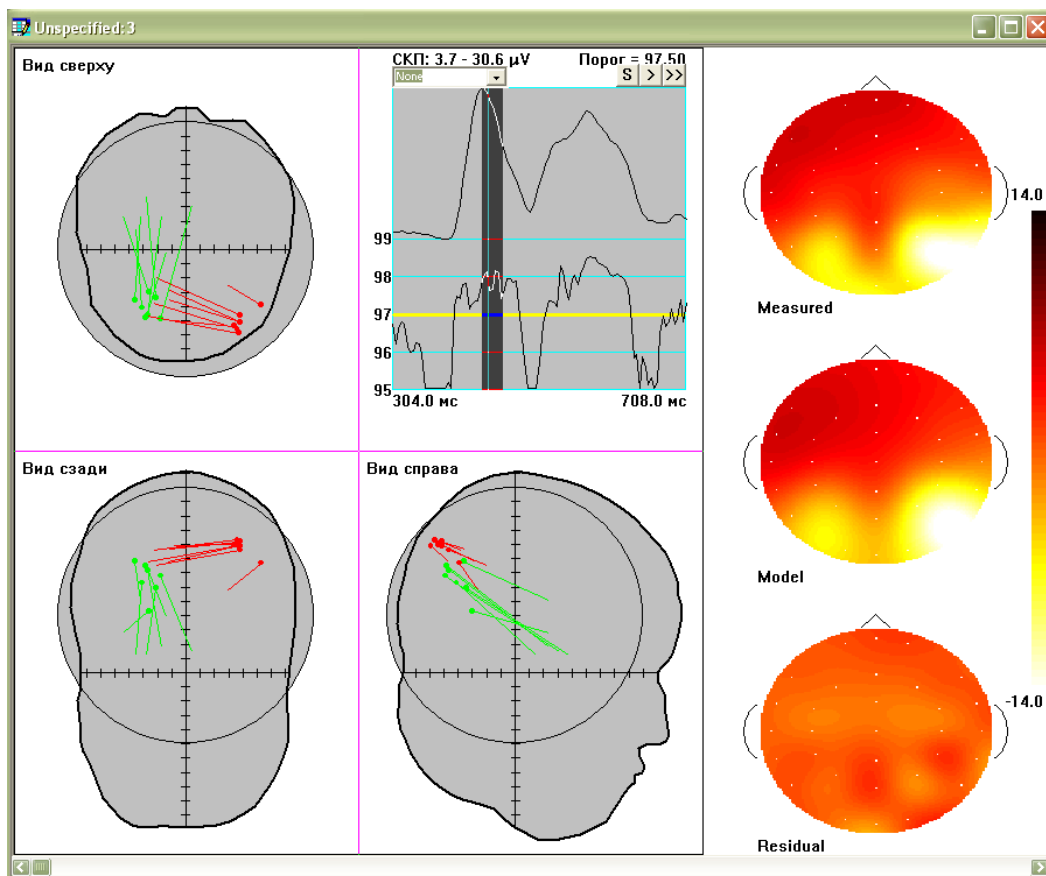 Unspecified:3
Вид сверху
СКП: 3.7 - 30.6 µV Порог = 97.50
None
S > >>
99
98
97
96
95
304.0 мс 708.0 мс
Вид сзади
Вид справа
14.0
Measured
Model
-14.0
Residual